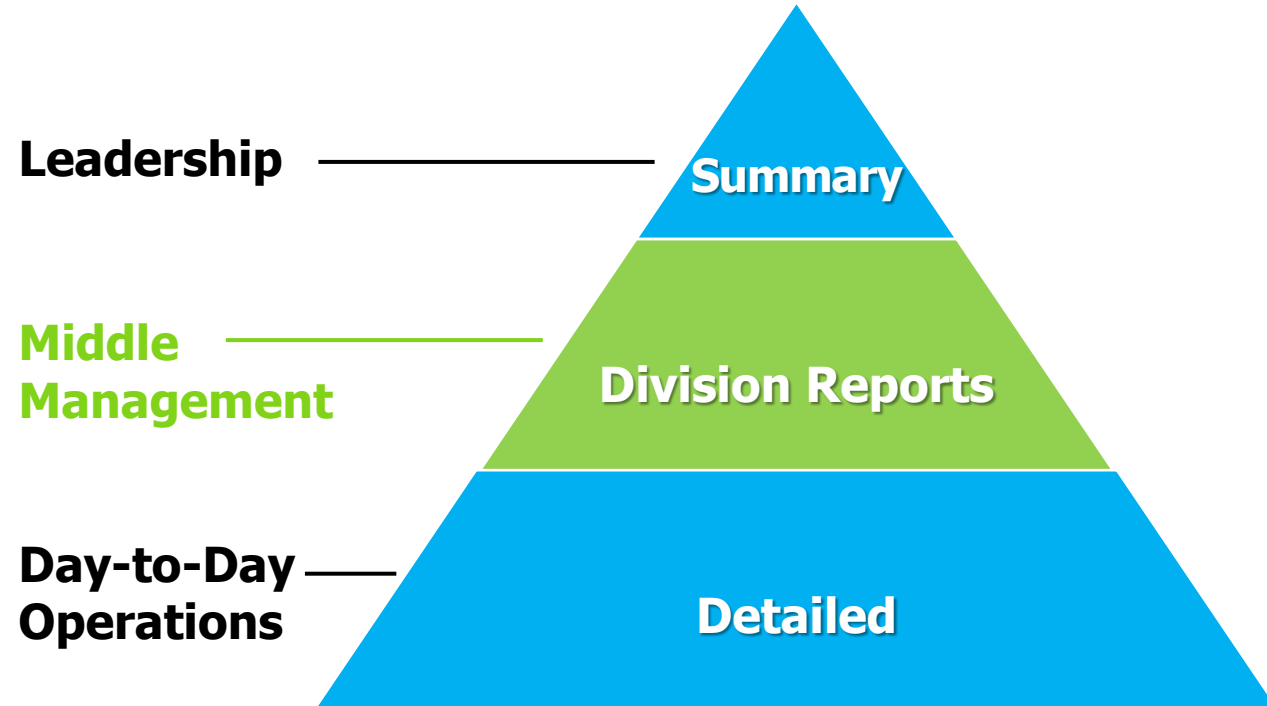 Leadership
Summary
Middle
Management
Division Reports
Day-to-Day
Operations
Detailed